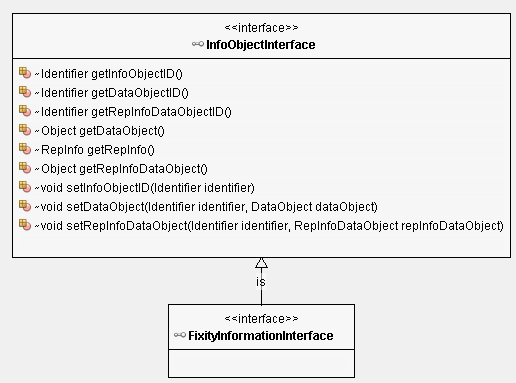 <<interface>>
InfoObjectInterface
~Identifier getInfoObjectID()
~Identifier getDataObjectID()
~Identifier getRepInfoDataObjectID()
~Object getDataObject()
~RepInfo getRepInfo()
~Object getRepInfoDataObject()
~void setInfoObjectID(Identifier identifier)
~void setDataObject(Identifier identifier, DataObject dataObject)
~void setRepInfoDataObject(Identifier identifier, RepInfoDataObject repInfoDataObject)
is
<<interface>>
FixityInformationInterface